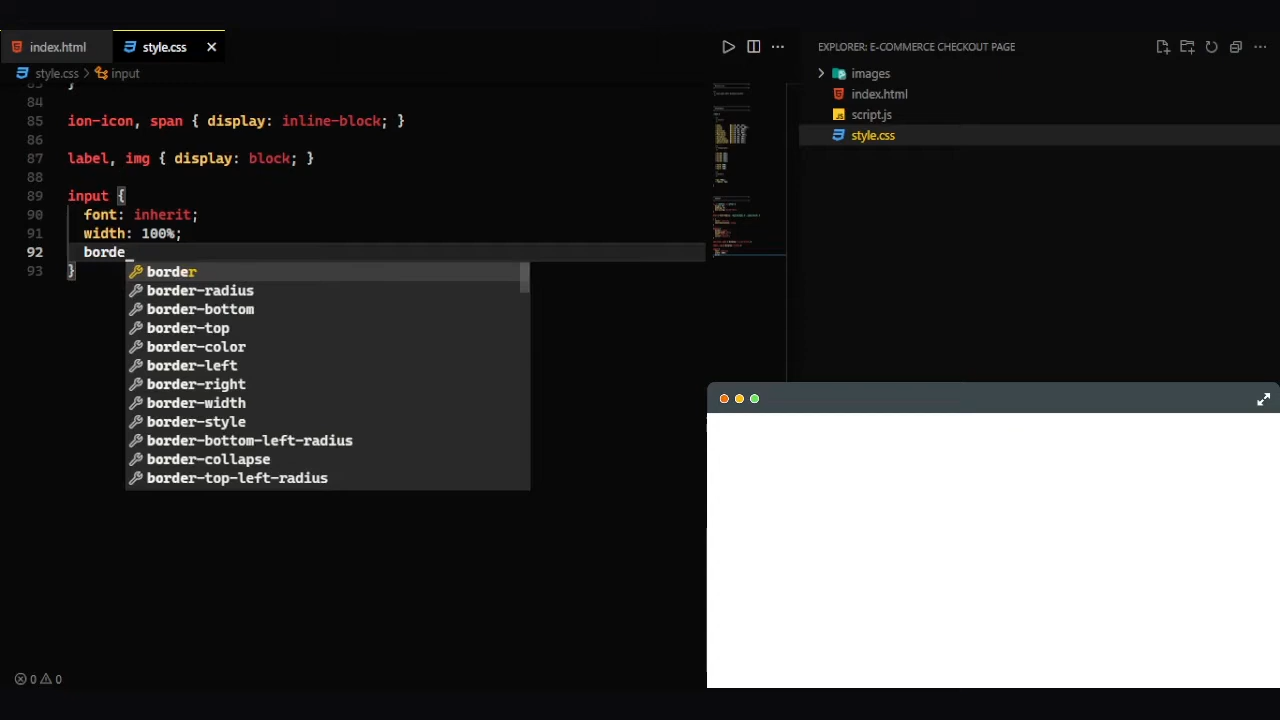 index.html
style.css
EXPLORER: E-COMMERCE CHECKOUT PAGE
style.css > input
images
index.html
script.js
style.css
83 }
84
85 ion-icon, span { display: inline-block; }
86
87 label, img { display: block; }
88
89 input {
90 font: inherit;
91 width: 100%;
92 borde
93 }
border
border-radius
border-bottom
border-top
border-color
border-left
border-right
border-width
border-style
border-bottom-left-radius
border-collapse
border-top-left-radius
0 0